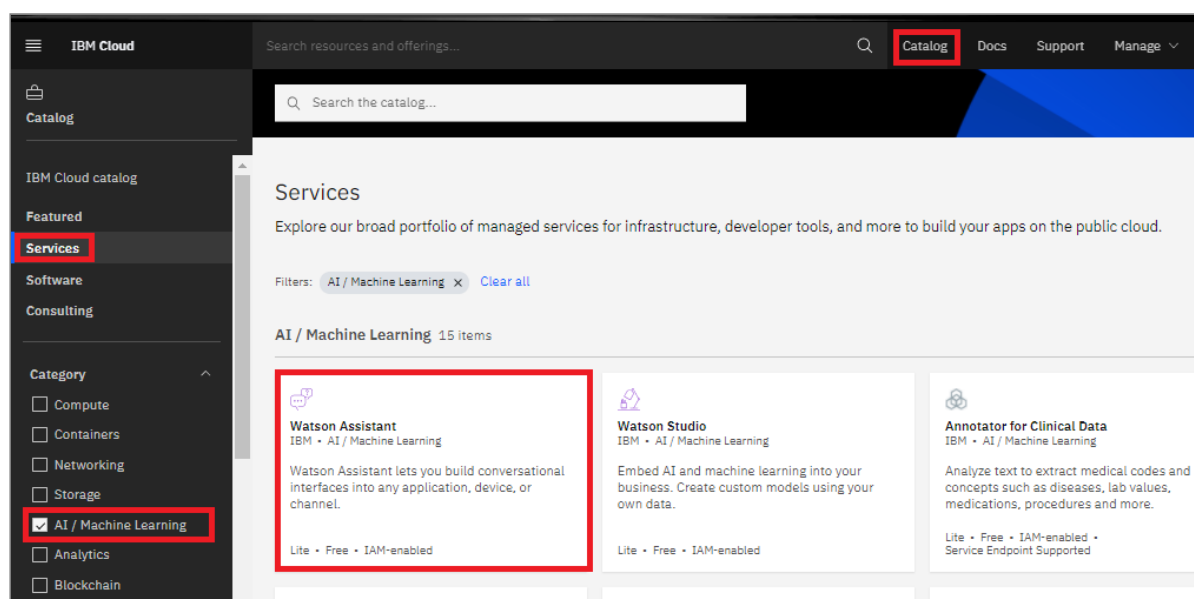 IBM Cloud
Search resources and offerings...
Catalog
Docs
Support
Manage
Catalog
Search the catalog...
IBM Cloud catalog
Featured
Services
Software
Consulting
Category
Compute
Containers
Networking
Storage
AI / Machine Learning
Analytics
Blockchain
Services
Explore our broad portfolio of managed services for infrastructure, developer tools, and more to build your apps on the public cloud.
Filters: AI / Machine Learning x Clear all
AI / Machine Learning 15 items
Watson Assistant
IBM • AI / Machine Learning
Watson Assistant lets you build conversational
interfaces into any application, device, or
channel.
Lite • Free • IAM-enabled
Watson Studio
IBM • AI / Machine Learning
Embed AI and machine learning into your
business. Create custom models using your
own data.
Lite • Free • IAM-enabled
Annotator for Clinical Data
IBM • AI / Machine Learning
Analyze text to extract medical codes and
concepts such as diseases, lab values,
medications, procedures and more.
Lite • Free • IAM-enabled •
Service Endpoint Supported